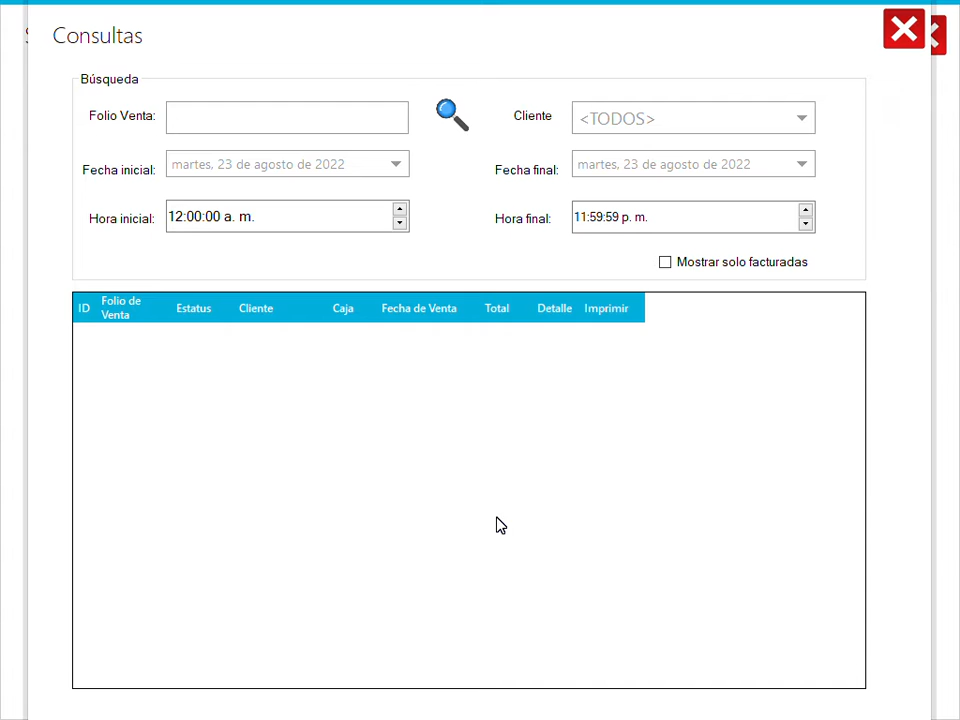 Consultas
Búsqueda
Folio Venta:
Cliente
<TODOS>
Fecha inicial:
martes, 23 de agosto de 2022
Fecha final:
martes, 23 de agosto de 2022
Hora inicial:
12:00:00 a. m.
Hora final:
11:59:59 p. m.
Mostrar solo facturadas
ID
Folio de
Venta
Estatus
Cliente
Caja
Fecha de Venta
Total
Detalle
Imprimir